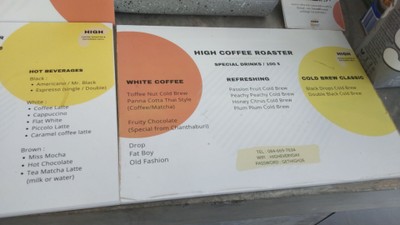 HIGH
HOT BEVERAGES
Black :
Americano / Mr. Black
Espresso (single / Double)
White :
Coffee Latte
Cappuccino
Flat White
Piccolo Latte
Caramel coffee latte
Brown :
Miss Mocha
Hot Chocolate
Tea Matcha Latte
(milk or water)
HIGH COFFEE ROASTER
SPECIAL DRINKS / 100 ฿
WHITE COFFEE
Toffee Nut Cold Brew
Panna Cotta Thai Style
(Coffee/Matcha)
Fruity Chocolate
(Special from Chanthaburi)
Drop
Fat Boy
Old Fashion
REFRESHING
Passion Fruit Cold Brew
Peachy Peachy Cold Brew
Honey Citrus Cold Brew
Plum Plum Cold Brew
HIGH
COLD BREW CLASSIC
Black Drops Cold Brew
Double Black Cold Brew